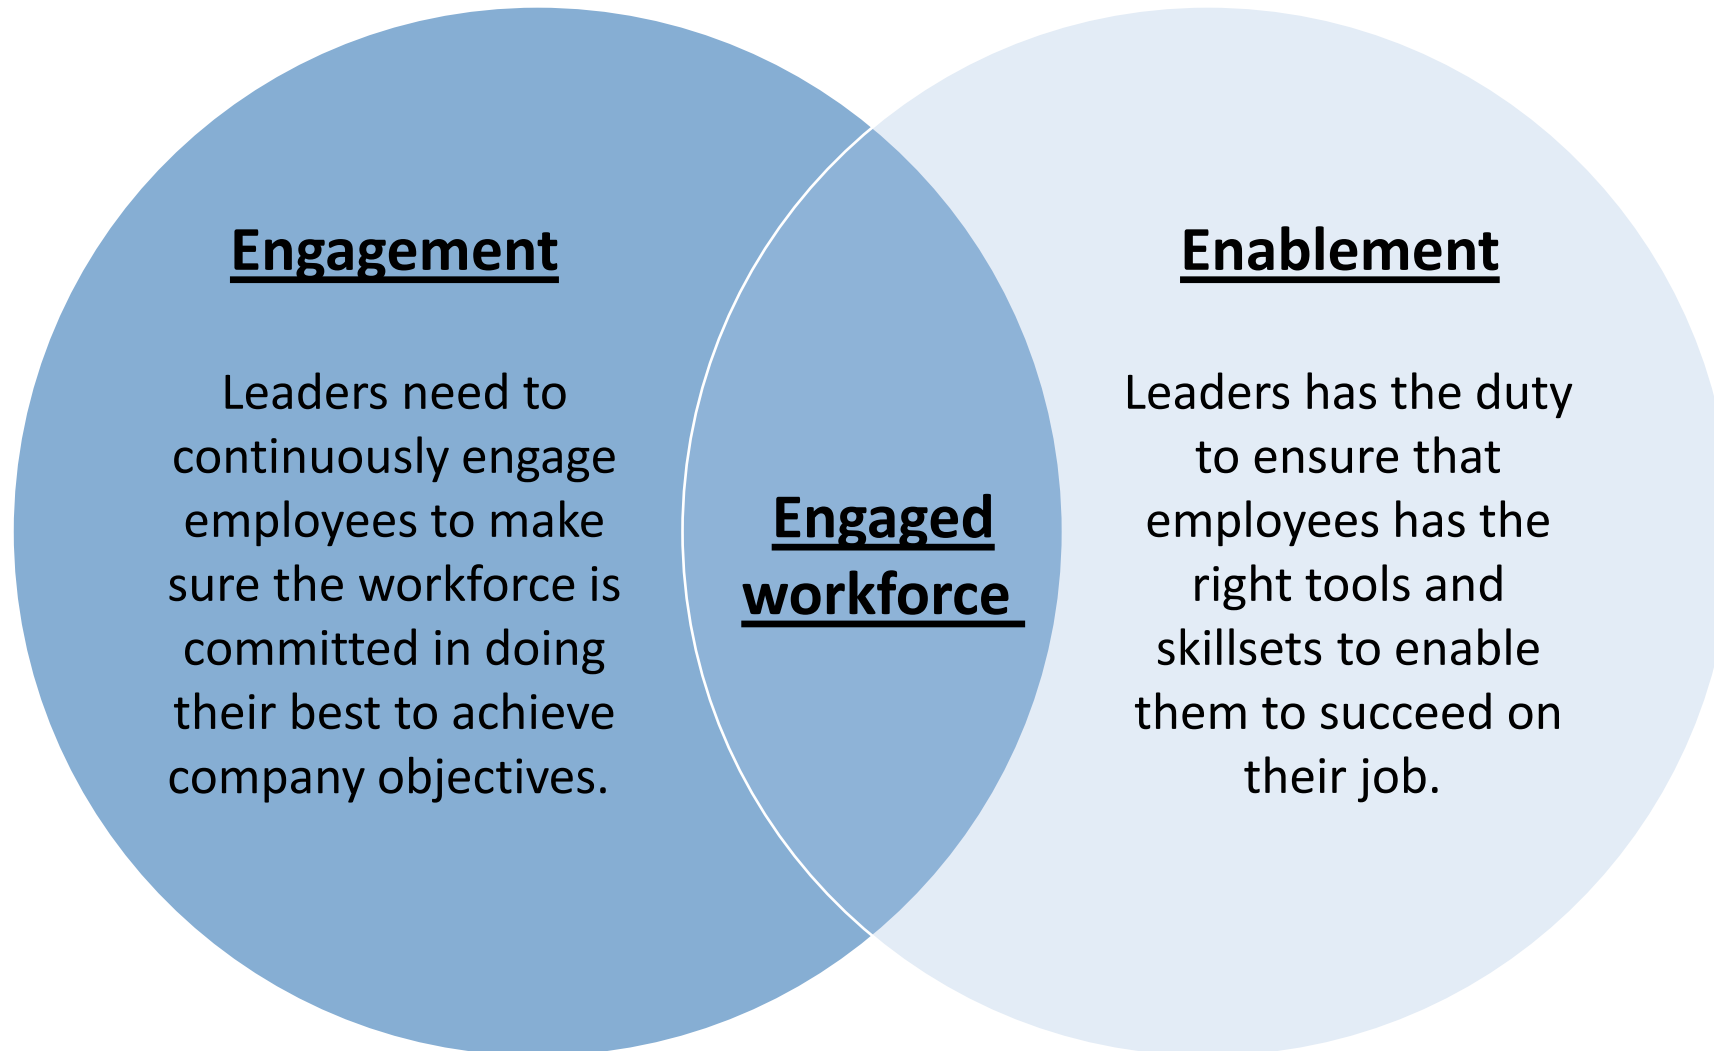 Engagement
Leaders need to
continuously engage
employees to make
sure the workforce is
committed in doing
their best to achieve
company objectives.
Engaged
workforce
Enablement
Leaders has the duty
to ensure that
employees has the
right tools and
skillsets to enable
them to succeed on
their job.